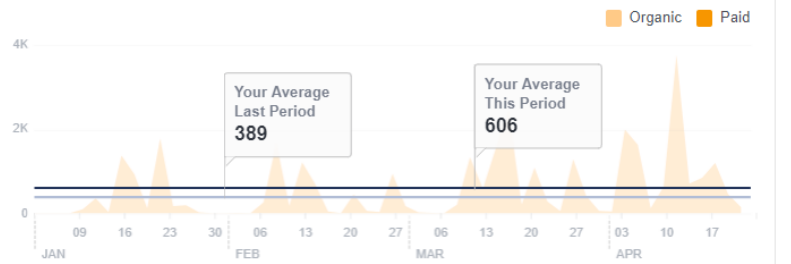 Organic Paid
4K
Your Average
Last Period
389
Your Average
This Period
606
2K
0
09 16 23 30 06 13 20 27 06 13 20 27 03 10 17
JAN FEB MAR APR